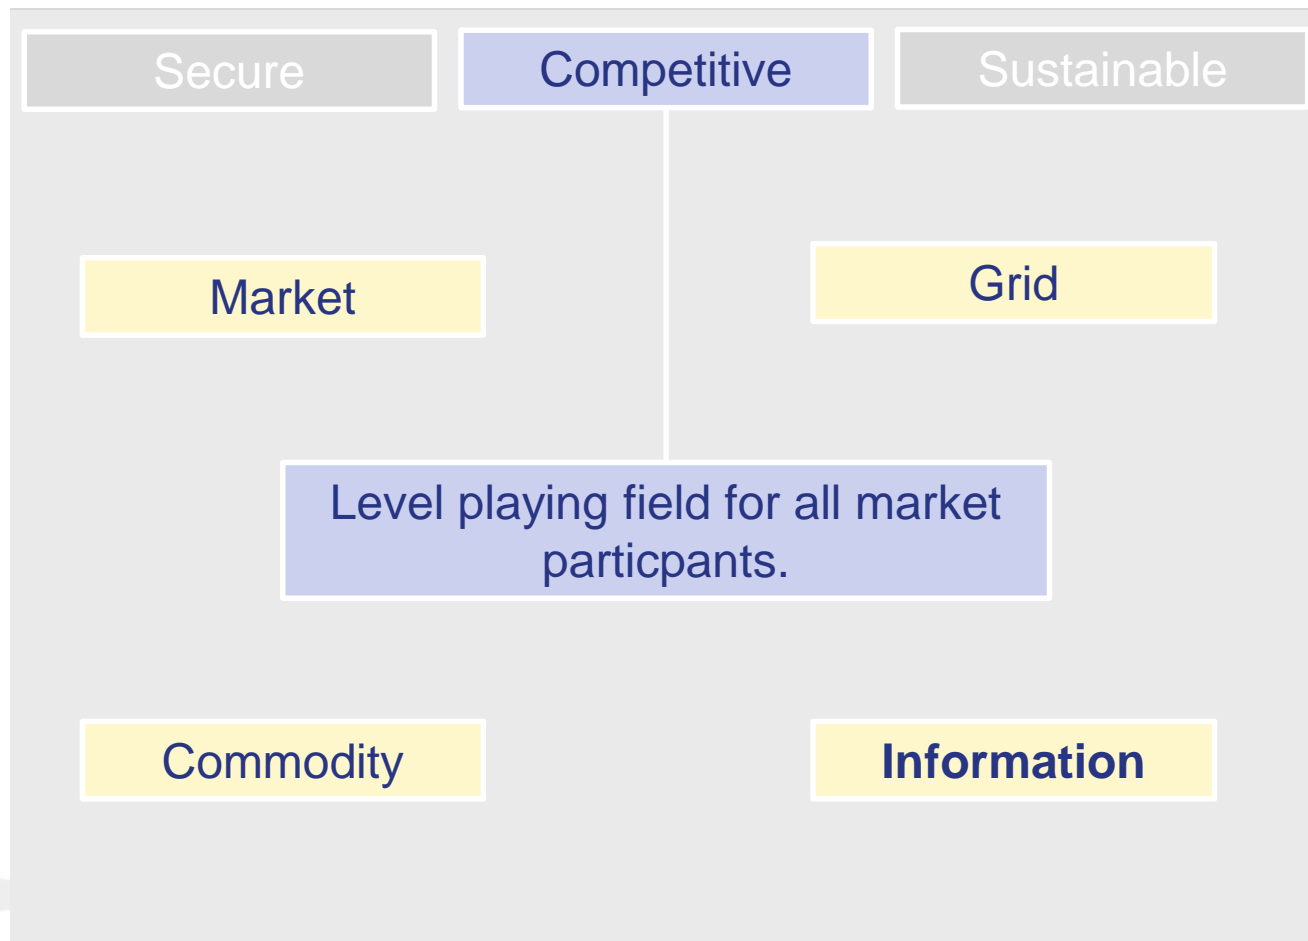 Secure
Competitive
Sustainable
Market
Grid
Level playing field for all market
particpants.
Commodity
Information